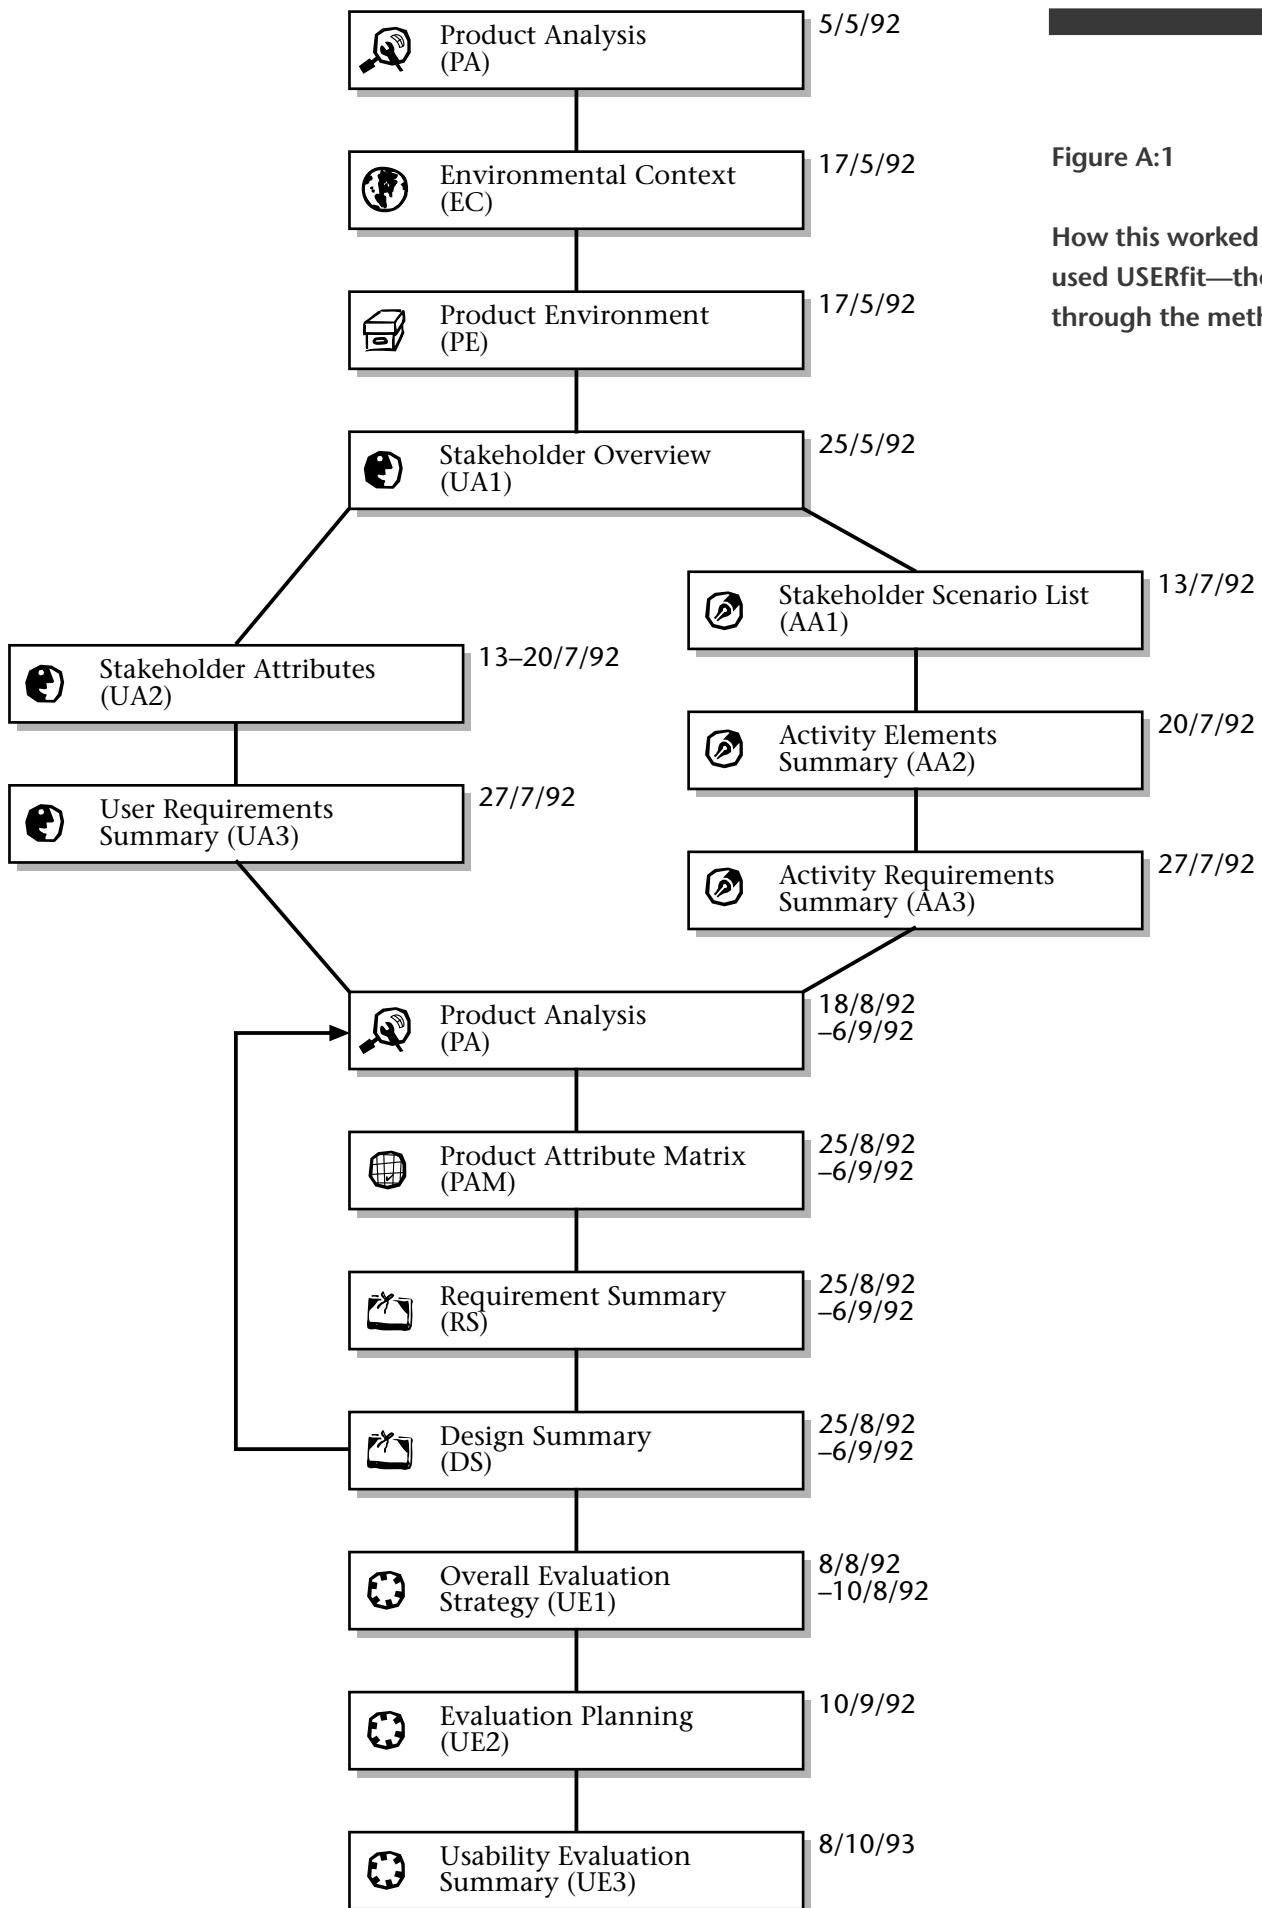 Product Analysis
(PA)
5/5/92
Figure A:1
How this worked
used USERfit—the
through the meth
Environmental Context
(EC)
17/5/92
Product Environment
(PE)
17/5/92
Stakeholder Overview
(UA1)
25/5/92
Stakeholder Scenario List
(AA1)
13/7/92
Stakeholder Attributes
(UA2)
13–20/7/92
Activity Elements
Summary (AA2)
20/7/92
User Requirements
Summary (UA3)
27/7/92
Activity Requirements
Summary (AA3)
27/7/92
Product Analysis
(PA)
18/8/92
–6/9/92
Product Attribute Matrix
(PAM)
25/8/92
–6/9/92
Requirement Summary
(RS)
25/8/92
–6/9/92
Design Summary
(DS)
25/8/92
–6/9/92
Overall Evaluation
Strategy (UE1)
8/8/92
–10/8/92
Evaluation Planning
(UE2)
10/9/92
Usability Evaluation
Summary (UE3)
8/10/93